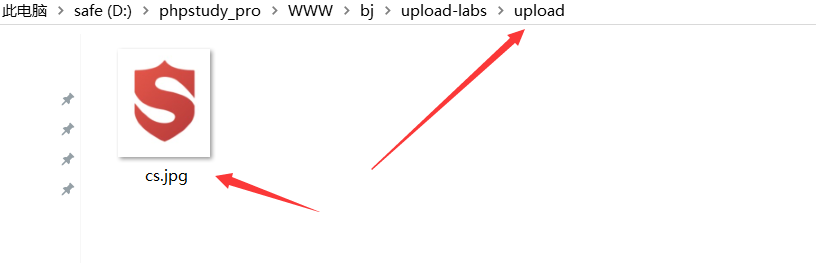 此电脑 > safe (D:) > phpstudy_pro > WWW > bj > upload-labs > upload
S
cs.jpg